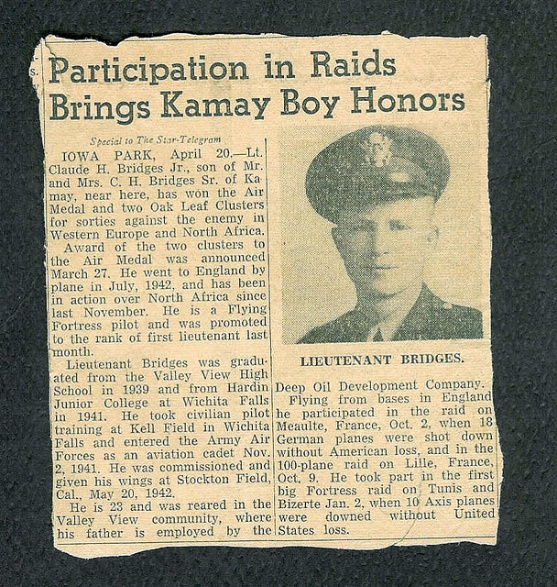 s.
Participation in Raids
Brings Kamay Boy Honors
Special to The Star-Telegram
IOWA PARK, April 20.—Lt.
Claude H. Bridges Jr., son of Mr.
and Mrs. C. H. Bridges Sr. of Ka-
may, near here, has won the Air
Medal and two Oak Leaf Clusters
for sorties against the enemy in
Western Europe and North Africa.
Award of the two clusters to
the Air Medal was announced
March 27. He went to England by
plane in July, 1942, and has been
in action over North Africa since
last November. He is a Flying
Fortress pilot and was promoted
to the rank of first lieutenant last
month.
Lieutenant Bridges was gradu-
ated from the Valley View High
School in 1939 and from Hardin
Junior College at Wichita Falls
in 1941. He took civilian pilot
training at Kell Field in Wichita
Falls and entered the Army Air
Forces as an aviation cadet Nov.
2, 1941. He was commissioned and
given his wings at Stockton Field,
Cal., May 20, 1942.
He is 23 and was reared in the
Valley View community, where
his father is employed by the
LIEUTENANT BRIDGES.
Deep Oil Development Company.
Flying from bases in England
he participated in the raid on
Meaulte, France, Oct. 2, when 18
German planes were shot down
without American loss, and in the
100-plane raid on Lille, France,
Oct. 9. He took part in the first
big Fortress raid on Tunis and
Bizerte Jan. 2, when 10 Axis planes
were downed without United
States loss.